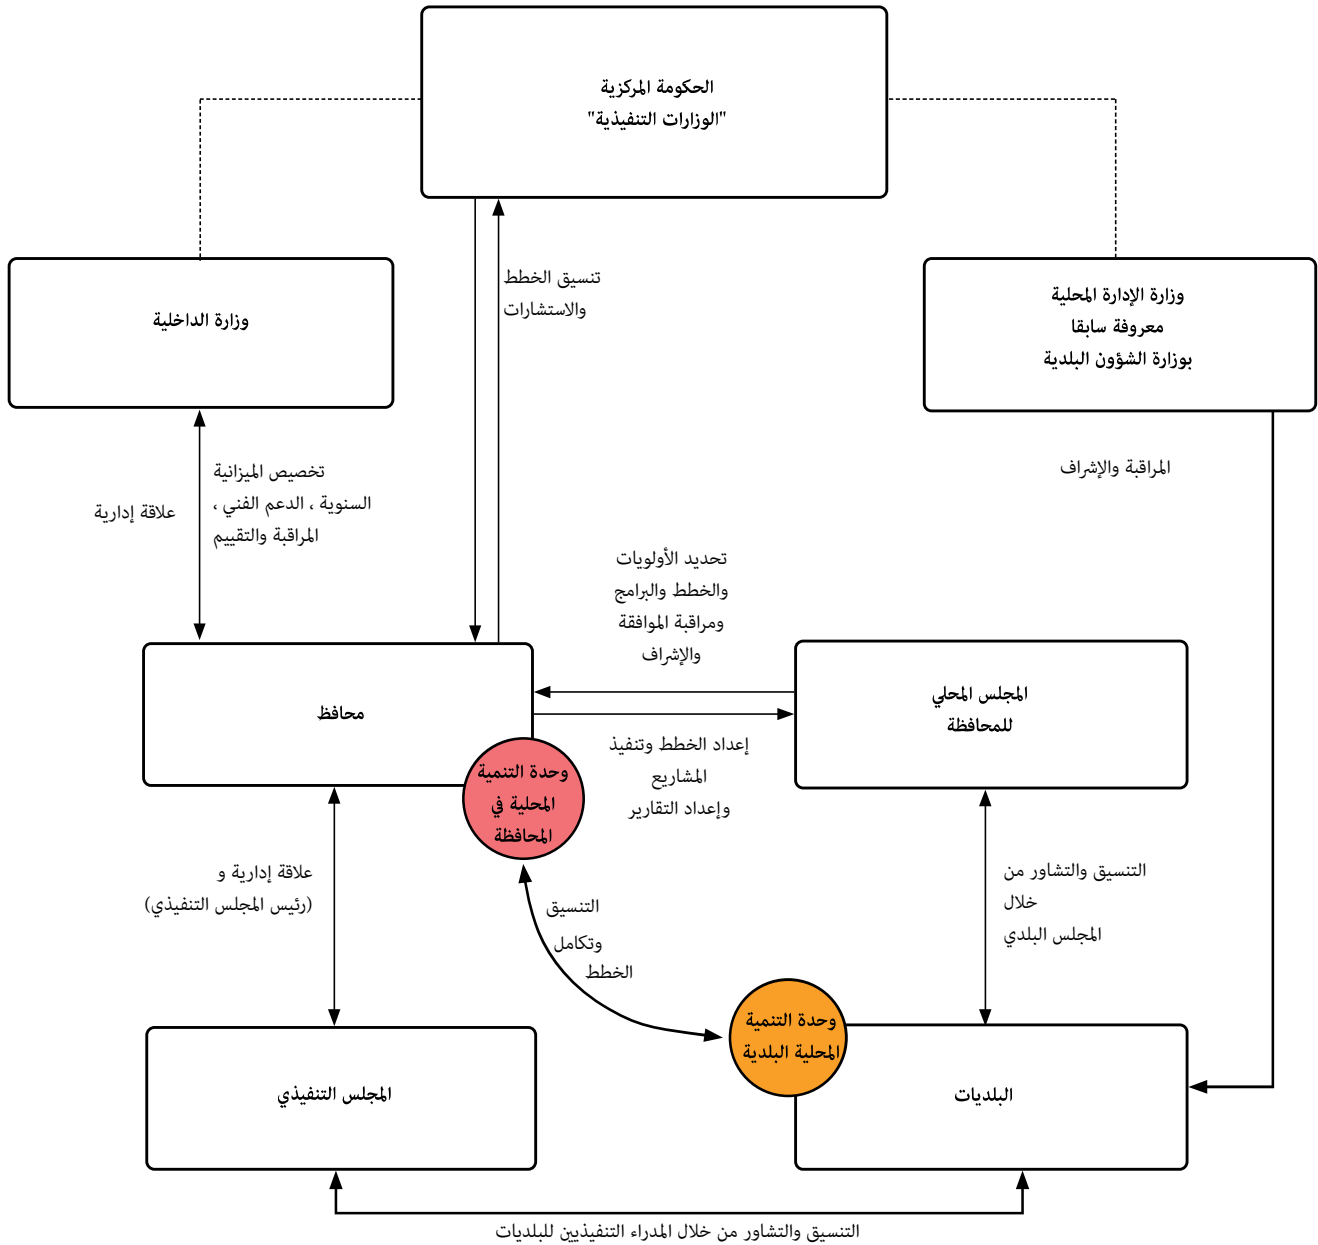 الحكومة المركزية
"الوزارات التنفيذية"
وزارة الداخلية
تنسيق الخطط
والاستشارات
وزارة الإدارة المحلية
معروفة سابقا
بوزارة الشؤون البلدية
علاقة إدارية
تخصيص الميزانية
السنوية ، الدعم الفني ،
المراقبة والتقييم
المراقبة والإشراف
تحديد الأولويات
والخطط والبرامج
ومراقبة الموافقة
والإشراف
محافظ
المجلس المحلي
للمحافظة
إعداد الخطط وتنفيذ
المشاريع
وإعداد التقارير
وحدة التنمية
المحلية في
المحافظة
علاقة إدارية و
(رئيس المجلس التنفيذي)
التنسيق
وتكامل
الخطط
التنسيق والتشاور من
خلال
المجلس البلدي
وحدة التنمية
المحلية البلدية
المجلس التنفيذي
البلديات
التنسيق والتشاور من خلال المدراء التنفيذيين للبلديات